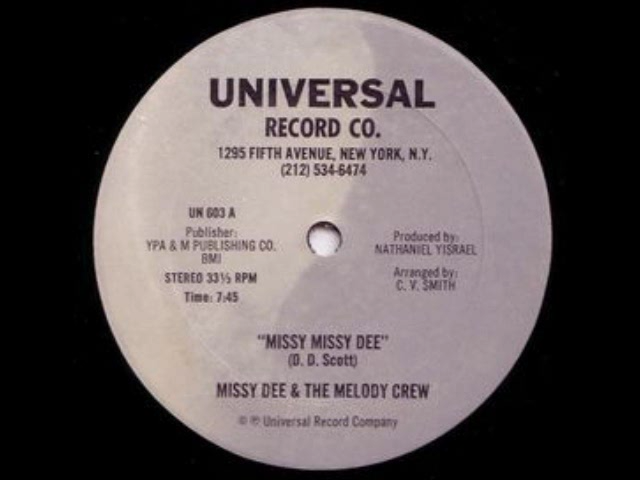 UNIVERSAL
RECORD CO.
1295 FIFTH AVENUE, NEW YORK, N.Y.
(212) 534-6474
UN 603 A
Publisher:
YPA & M PUBLISHING CO.
BMI
STEREO 33⅓ RPM
Time: 7:45
Produced by:
NATHANIEL YISRAEL
Arranged by:
C. V. SMITH
"MISSY MISSY DEE"
(D. D. Scott)
MISSY DEE & THE MELODY CREW
© ℗ Universal Record Company